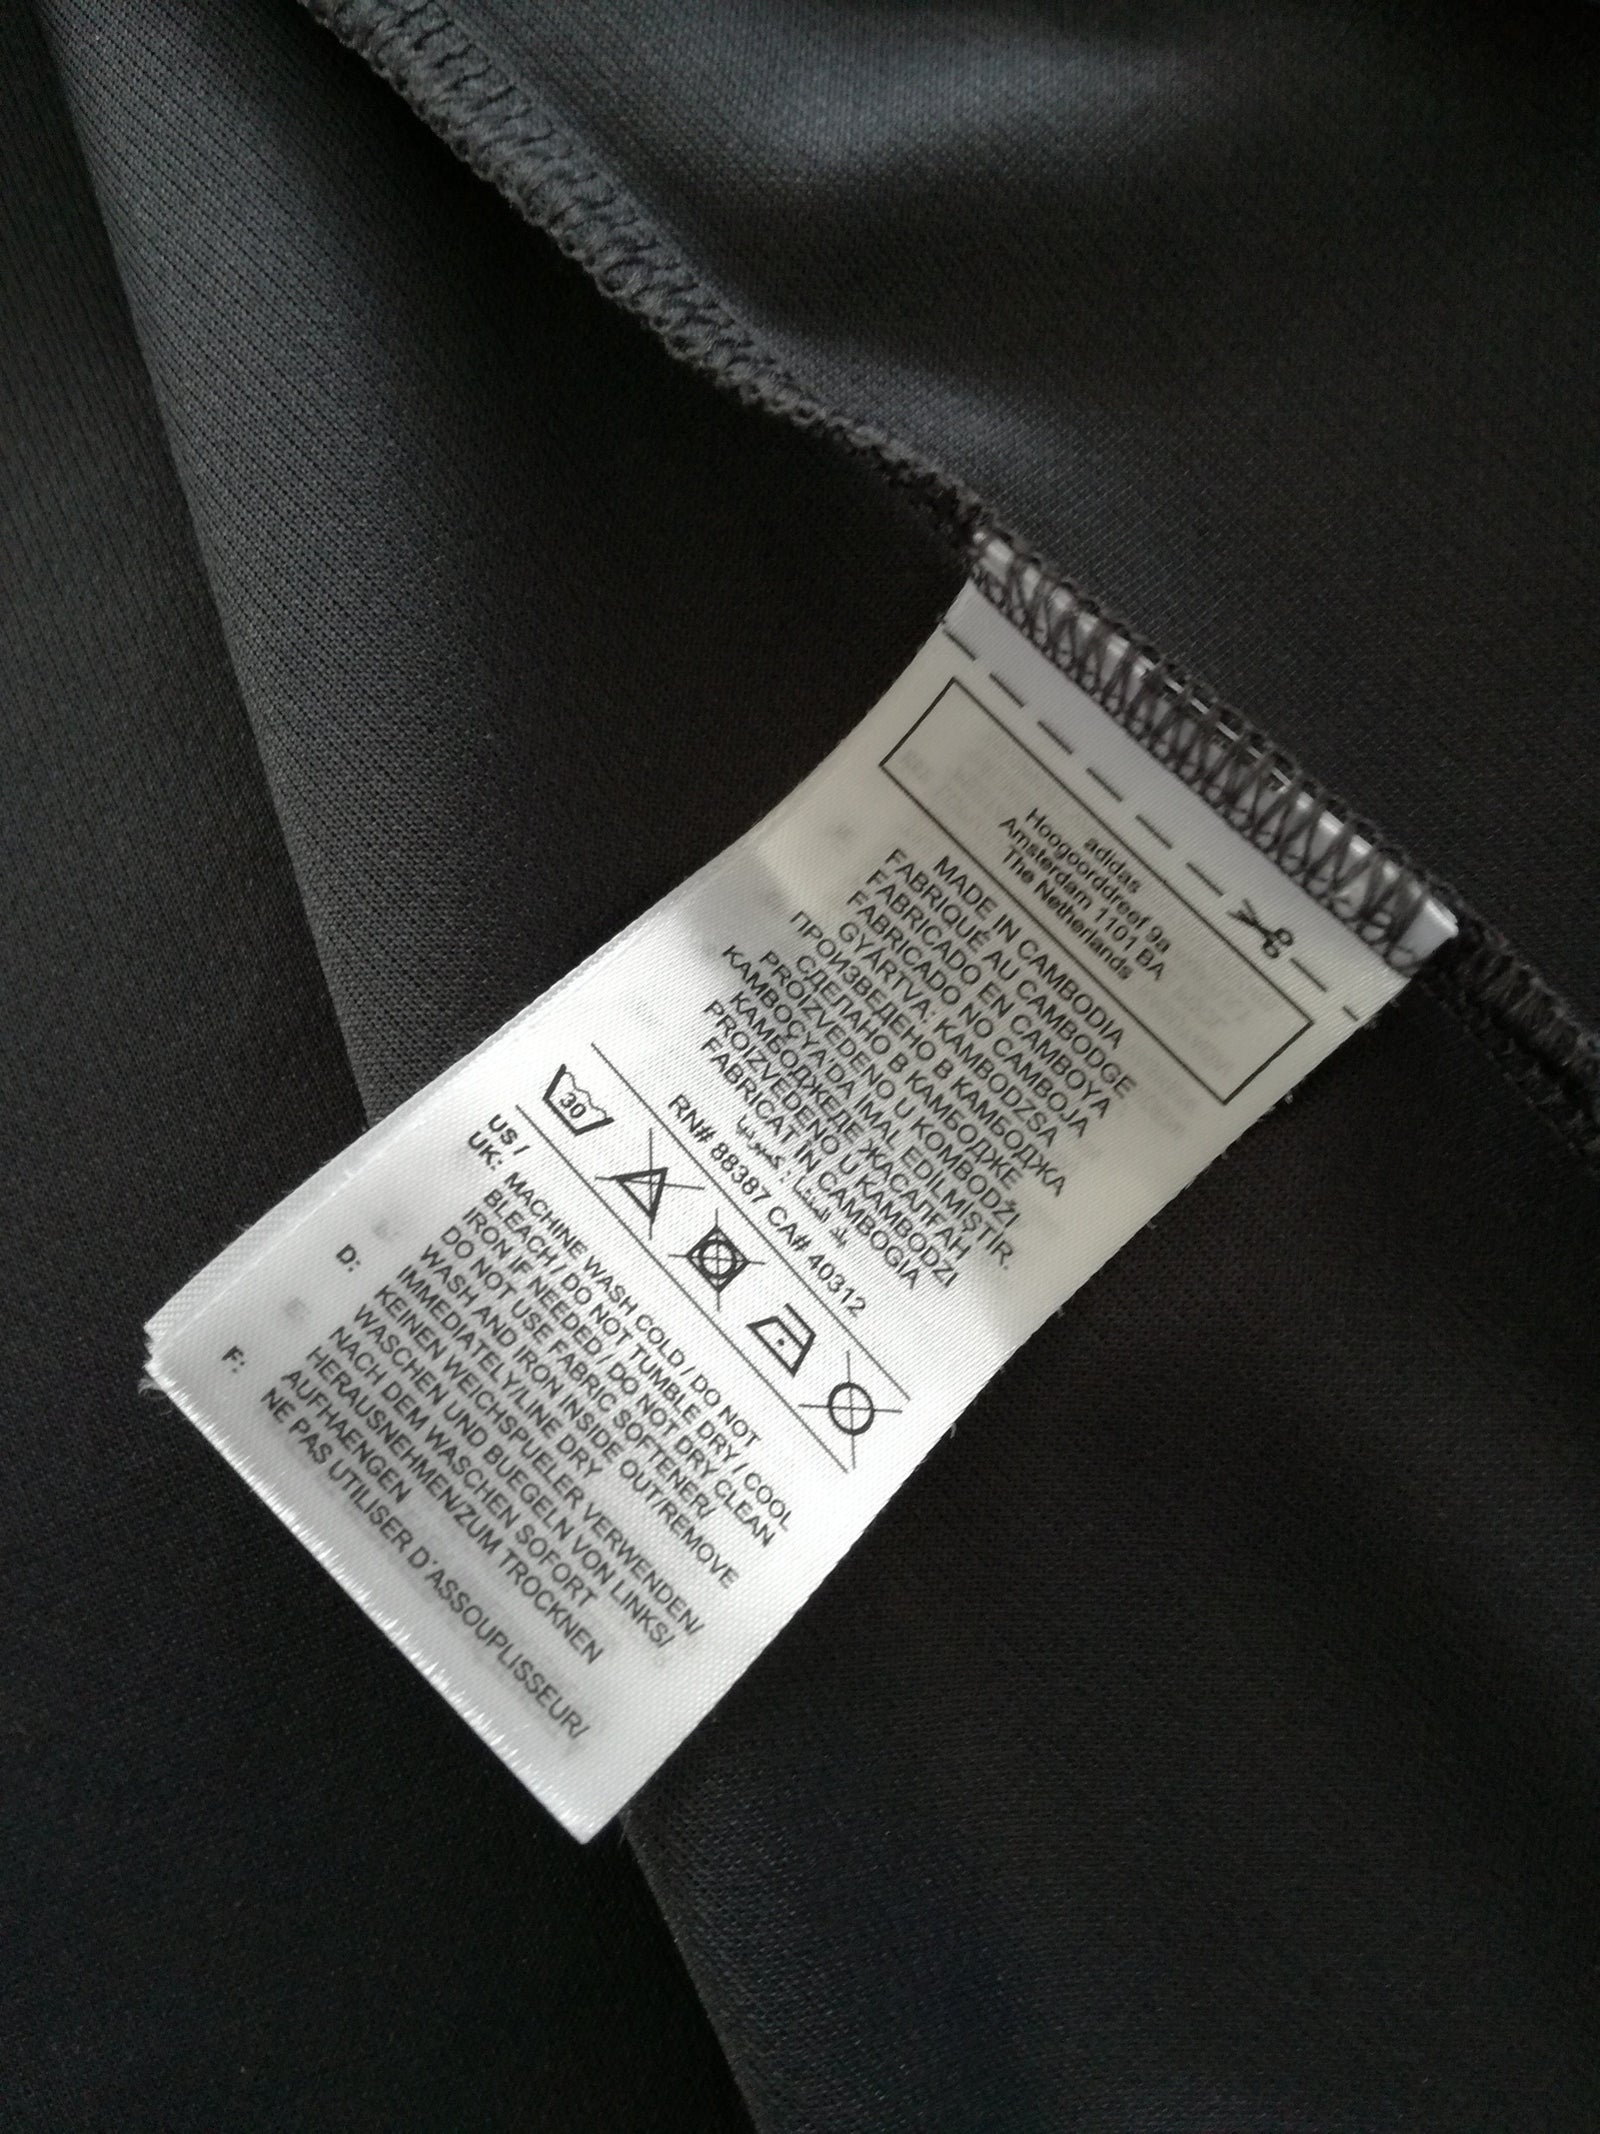 adidas
Hoogoorddreef 9a
Amsterdam 1101 BA
The Netherlands
MADE IN CAMBODIA
FABRIQUÉ AU CAMBODGE
FABRICADO EN CAMBOYA
FABRICADO NO CAMBOJA
GYÁRTVA: KAMBODZSA
ПРОИЗВЕДЕНО В КАМБОДЖА
СДЕЛАНО В КАМБОДЖЕ
PROIZVEDENO U KOMBODŽI
KAMBOÇYA'DA IMAL EDILMIŞTIR.
КАМБОДЖЕДЕ ЖАСАЛҒАН
PROIZVEDENO U KAMBODZI
FABRICAT ÎN CAMBOGIA
بلد المنشأ :
RN# 88387 CA# 40312
30
US /
UK: MACHINE WASH COLD / DO NOT
BLEACH / DO NOT TUMBLE DRY / COOL
IRON IF NEEDED / DO NOT DRY CLEAN
DO NOT USE FABRIC SOFTENER/
WASH AND IRON INSIDE OUT/REMOVE
IMMEDIATELY/LINE DRY
D: KEINEN WEICHSPUELER VERWENDEN/
WASCHEN UND BUEGELN VON LINKS/
NACH DEM WASCHEN SOFORT
HERAUSNEHMEN/ZUM TROCKNEN
AUFHAENGEN
F: NE PAS UTILISER D'ASSOUPLISSEUR/